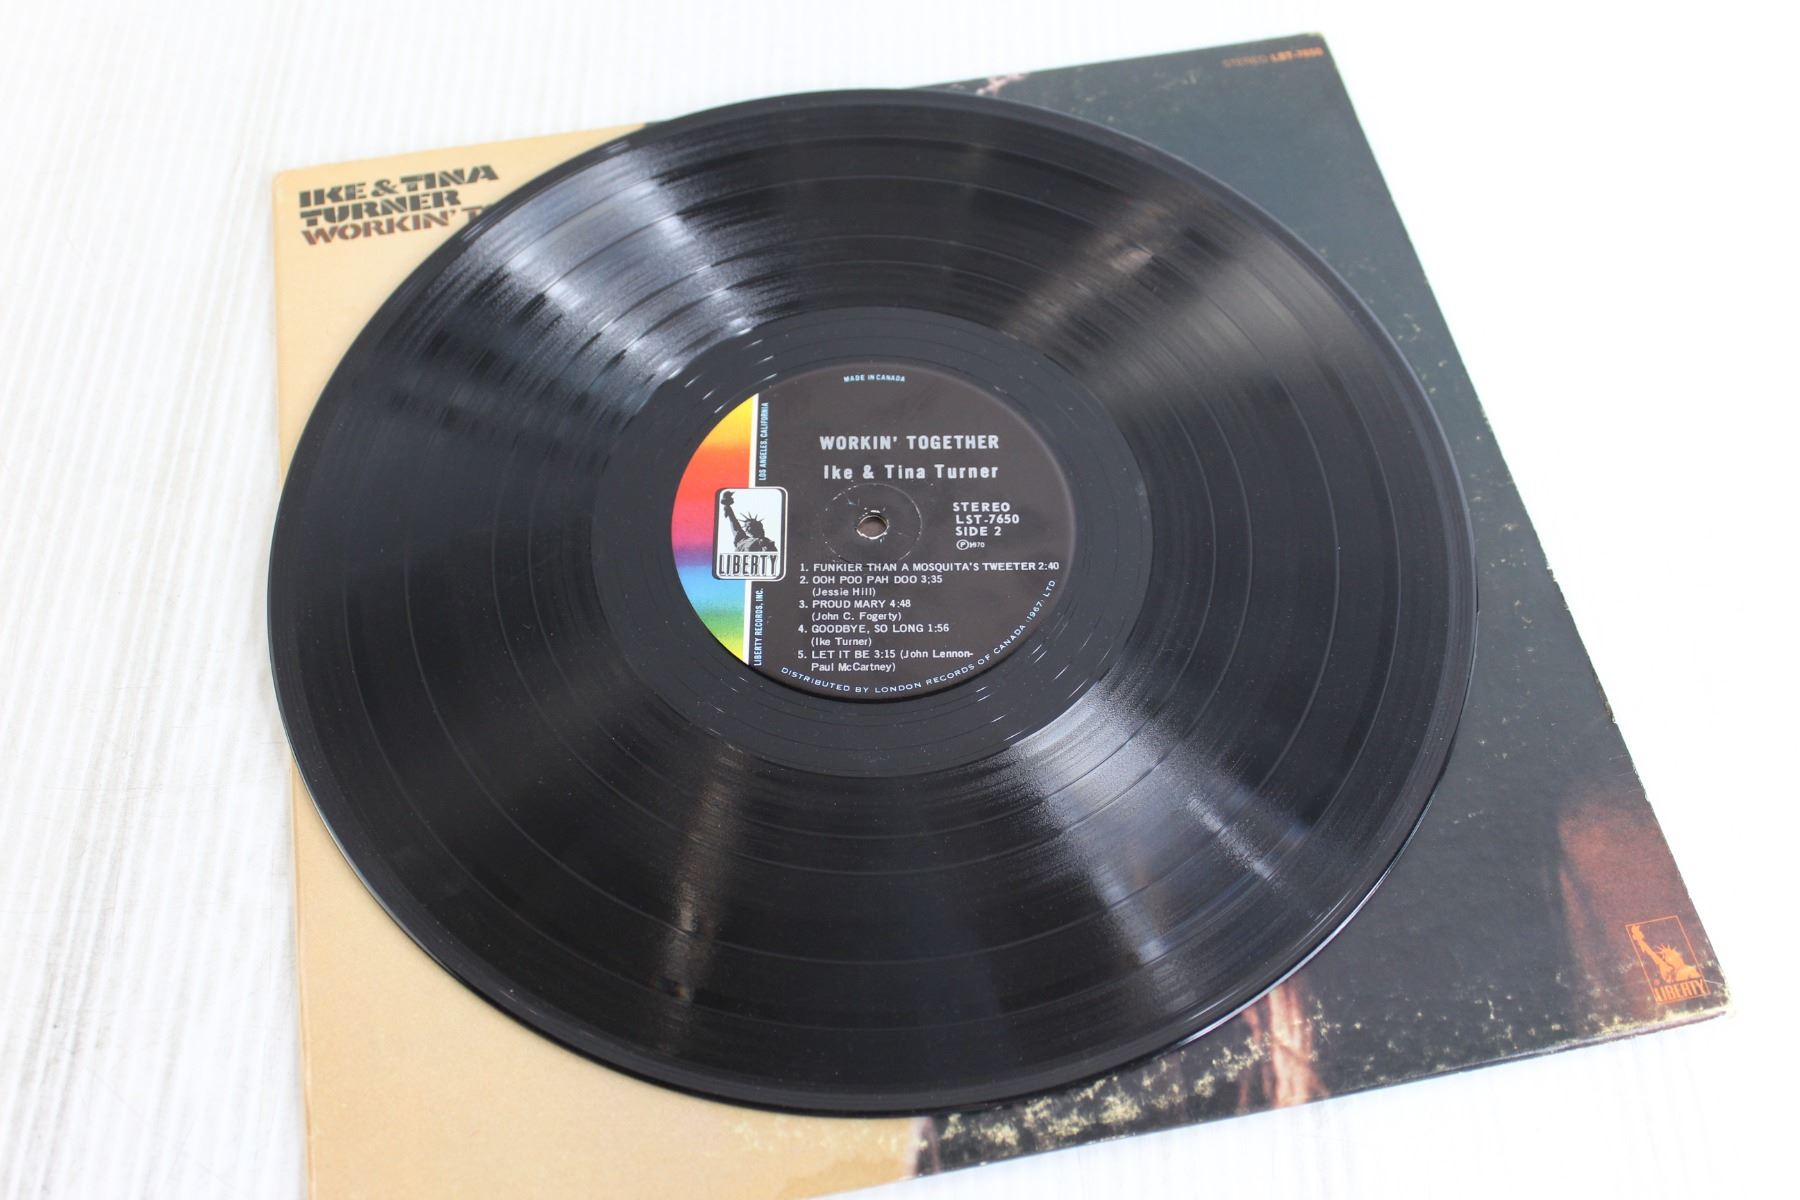 STEREO LST-7650
IKE & TINA
TURNER
WORKIN' T
MADE IN CANADA
LOS ANGELES, CALIFORNIA
WORKIN' TOGETHER
Ike & Tina Turner
STEREO
LST-7650
SIDE 2
Ⓟ1970
LIBERTY
LIBERTY RECORDS, INC.
1. FUNKIER THAN A MOSQUITA'S TWEETER 2:40
2. OOH POO PAH DOO 3;35
(Jessie Hill)
3. PROUD MARY 4:48
(John C. Fogerty)
4. GOODBYE, SO LONG 1:56
(Ike Turner)
5. LET IT BE 3:15 (John Lennon-
Paul McCartney)
DISTRIBUTED BY LONDON RECORDS OF CANADA (1967) LTD
LIBERTY